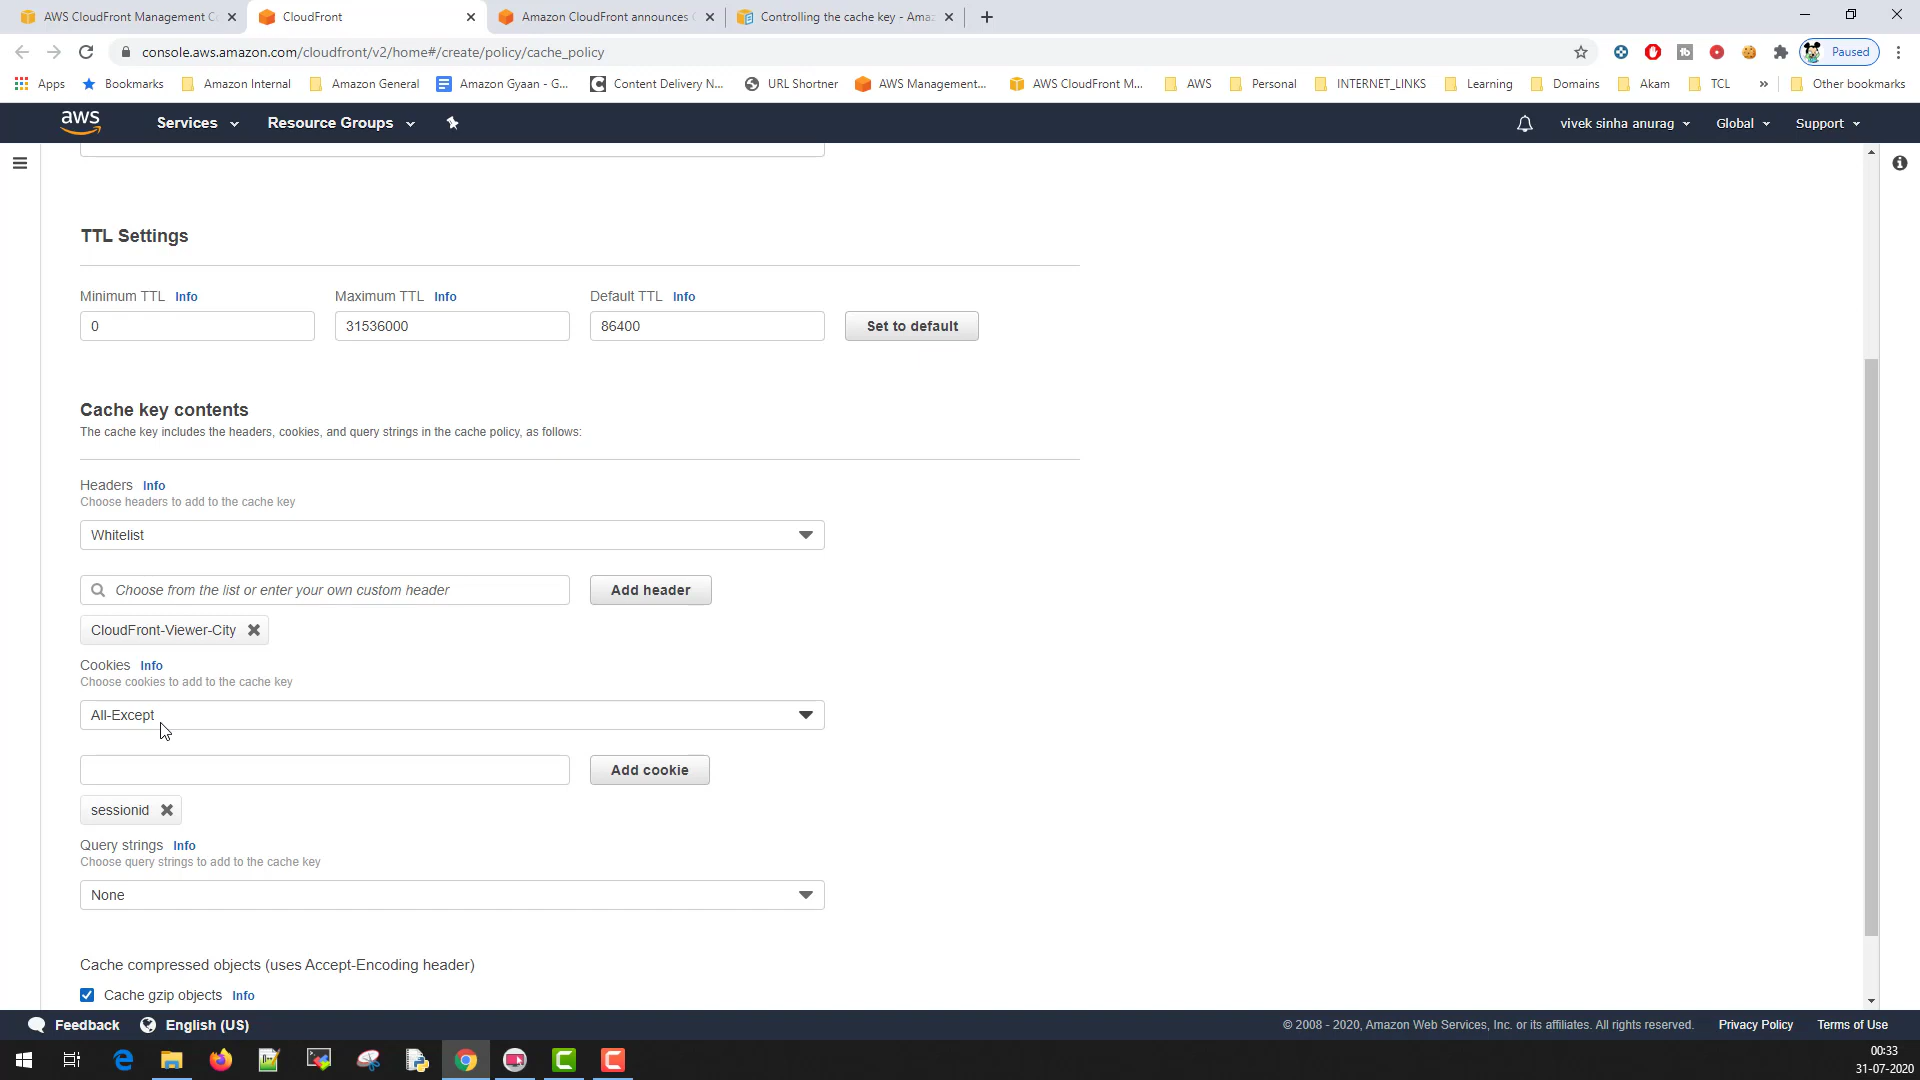 AWS CloudFront Management C
CloudFront
Amazon CloudFront announces
Controlling the cache key - Amaz
console.aws.amazon.com/cloudfront/v2/home#/create/policy/cache_policy
Paused
Apps
Bookmarks
Amazon Internal
Amazon General
Amazon Gyaan - G...
Content Delivery N...
URL Shortner
AWS Management...
AWS CloudFront M...
AWS
Personal
INTERNET_LINKS
Learning
Domains
Akam
TCL
»
Other bookmarks
aws
Services
Resource Groups
vivek sinha anurag
Global
Support
TTL Settings
Minimum TTL Info
Maximum TTL Info
Default TTL Info
0
31536000
86400
Set to default
Cache key contents
The cache key includes the headers, cookies, and query strings in the cache policy, as follows:
Headers Info
Choose headers to add to the cache key
Whitelist
Choose from the list or enter your own custom header
Add header
CloudFront-Viewer-City
Cookies Info
Choose cookies to add to the cache key
All-Except
Add cookie
sessionid
Query strings Info
Choose query strings to add to the cache key
None
Cache compressed objects (uses Accept-Encoding header)
Cache gzip objects Info
Feedback
English (US)
© 2008 - 2020, Amazon Web Services, Inc. or its affiliates. All rights reserved.
Privacy Policy
Terms of Use
00:33
31-07-2020